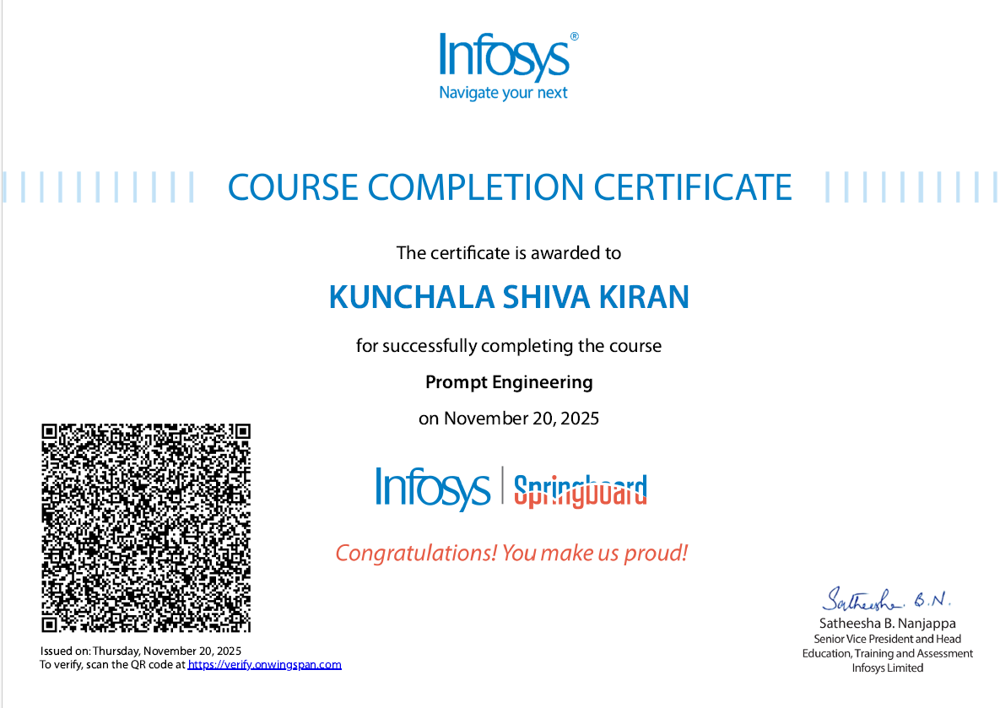 Infosys®
Navigate your next
COURSE COMPLETION CERTIFICATE
The certificate is awarded to
KUNCHALA SHIVA KIRAN
for successfully completing the course
Prompt Engineering
on November 20, 2025
Infosys | Springboard
Congratulations! You make us proud!
Issued on: Thursday, November 20, 2025
To verify, scan the QR code at https://verify.onwingspan.com
Satheesha B.N.
Satheesha B. Nanjappa
Senior Vice President and Head
Education, Training and Assessment
Infosys Limited